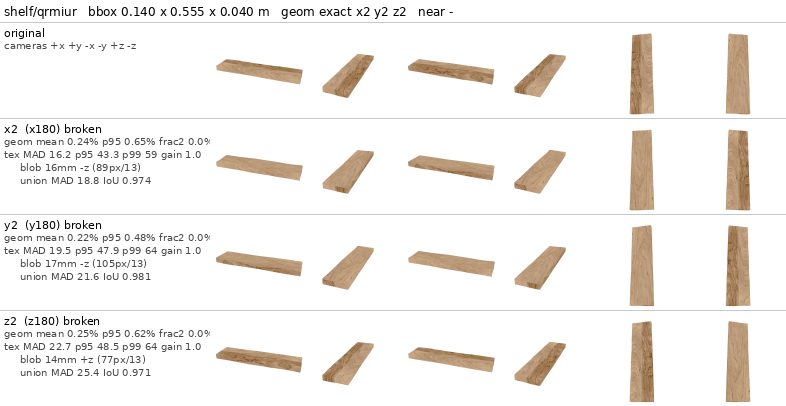 shelf/qrmiur   bbox 0.140 x 0.555 x 0.040 m   geom exact x2 y2 z2   near -
original
cameras +x +y -x -y +z -z
x2  (x180) broken
geom mean 0.24% p95 0.65% frac2 0.0%
tex MAD 16.2 p95 43.3 p99 59 gain 1.0
blob 16mm -z (89px/13)
union MAD 18.8 IoU 0.974
y2  (y180) broken
geom mean 0.22% p95 0.48% frac2 0.0%
tex MAD 19.5 p95 47.9 p99 64 gain 1.0
blob 17mm -z (105px/13)
union MAD 21.6 IoU 0.981
z2  (z180) broken
geom mean 0.25% p95 0.62% frac2 0.0%
tex MAD 22.7 p95 48.5 p99 64 gain 1.0
blob 14mm +z (77px/13)
union MAD 25.4 IoU 0.971